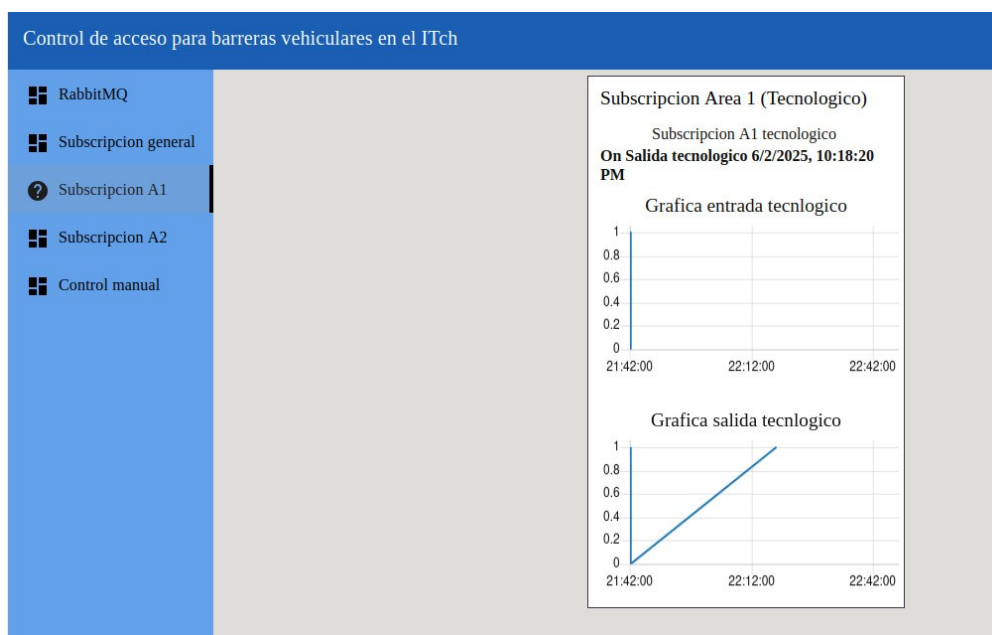 Control de acceso para barreras vehiculares en el ITch
RabbitMQ
Subscripcion general
Subscripcion A1
Subscripcion A2
Control manual
Subscripcion Area 1 (Tecnologico)
Subscripcion A1 tecnologico
On Salida tecnologico 6/2/2025, 10:18:20
PM
Grafica entrada tecnlogico
1
0.8
0.6
0.4
0.2
0
21:42:00 22:12:00 22:42:00
Grafica salida tecnlogico
1
0.8
0.6
0.4
0.2
0
21:42:00 22:12:00 22:42:00